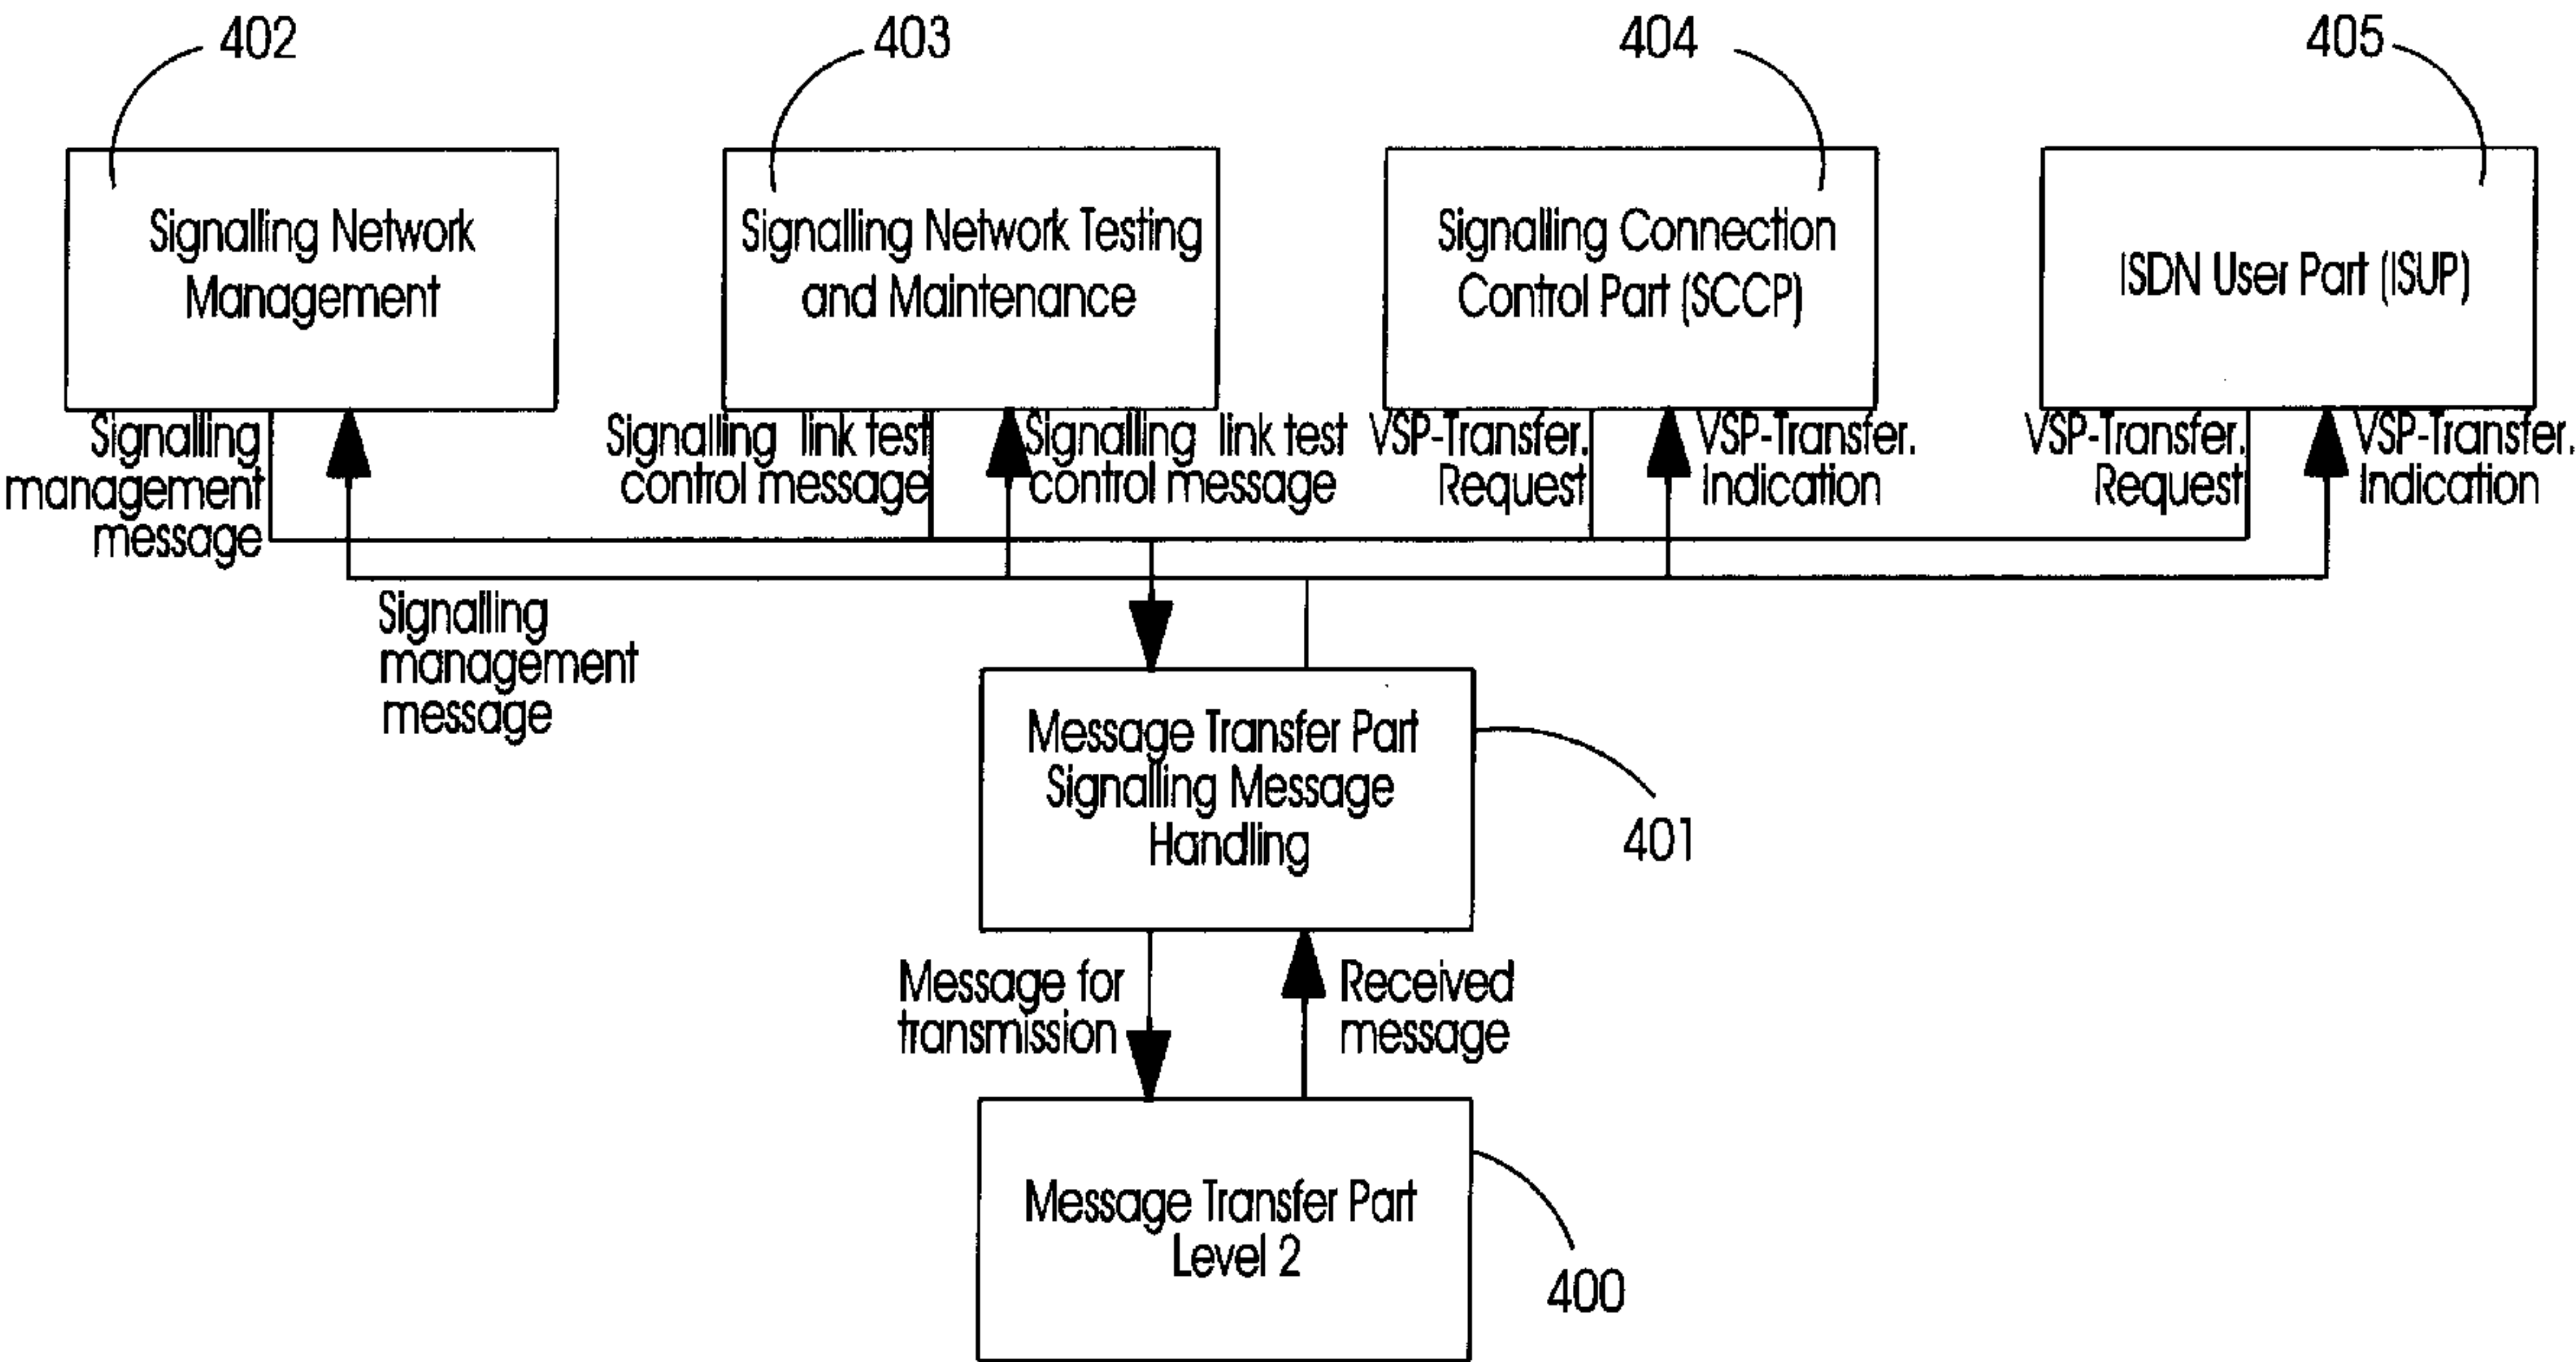 402
403
404
405
Signalling Network
Management
Signalling Network Testing
and Maintenance
Signalling Connection
Control Part (SCCP)
ISDN User Part (ISUP)
Signalling
management
message
Signalling link test
control message
Signalling link test
control message
VSP-Transfer.
Request
VSP-Transfer.
Indication
VSP-Transfer.
Request
VSP-Transfer.
Indication
Signalling
management
message
Message Transfer Part
Signalling Message
Handling
401
Message for
transmission
Received
message
Message Transfer Part
Level 2
400